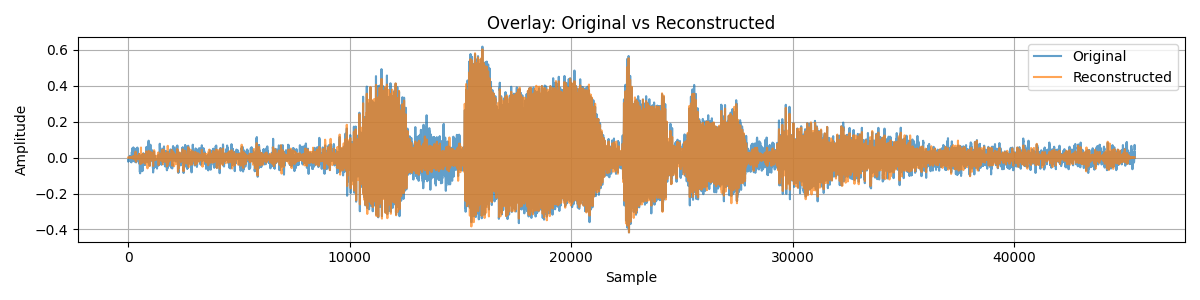 Overlay: Original vs Reconstructed
Original
Reconstructed
Amplitude
0.6
0.4
0.2
0.0
−0.2
−0.4
0 10000 20000 30000 40000
Sample